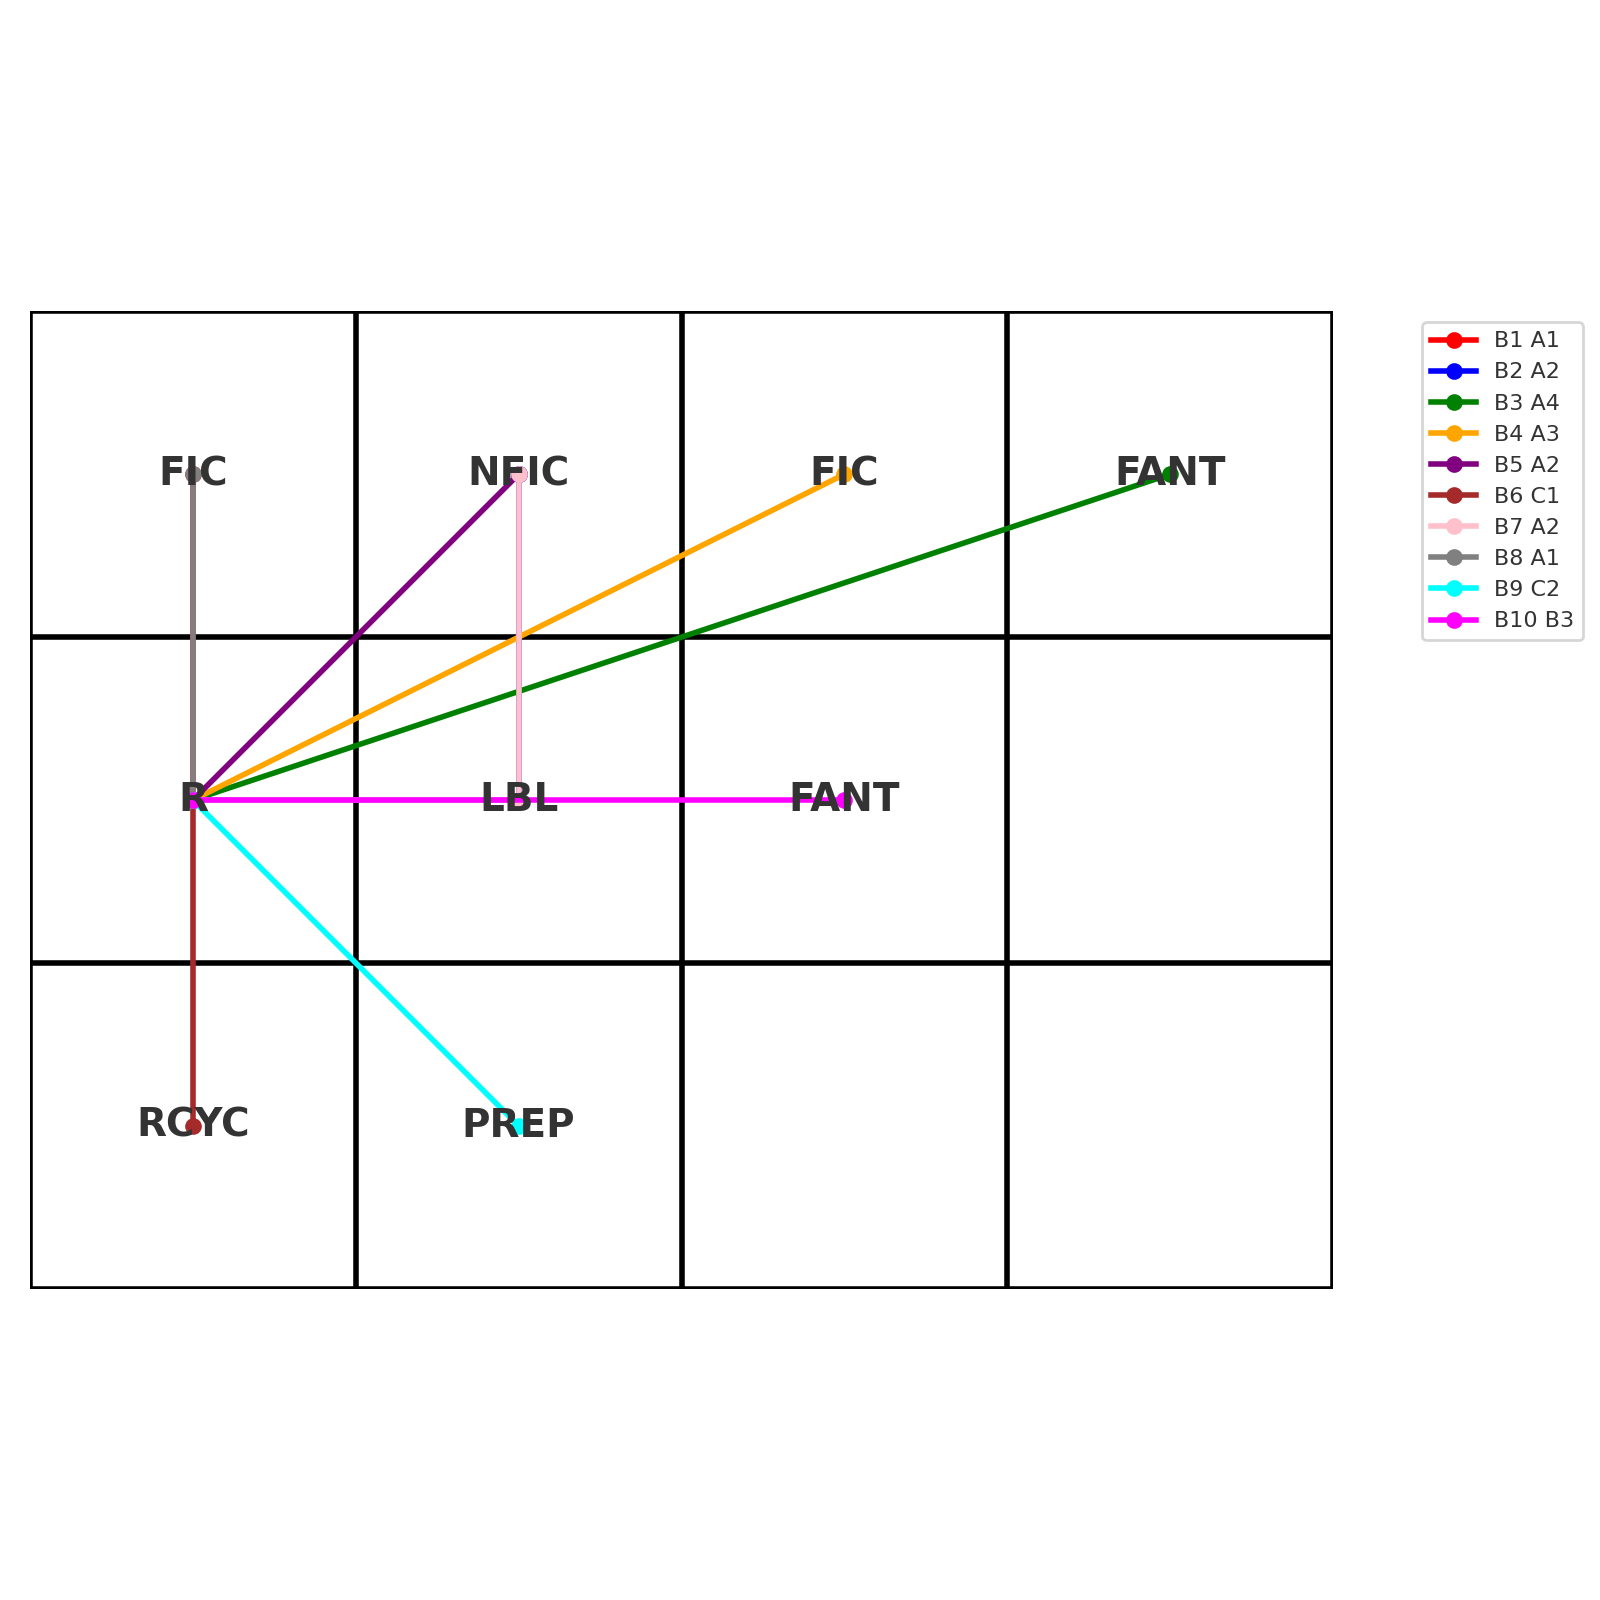 FIC NFIC FIC FANT
R LBL FANT
RCYC PREP
B1 A1
B2 A2
B3 A4
B4 A3
B5 A2
B6 C1
B7 A2
B8 A1
B9 C2
B10 B3